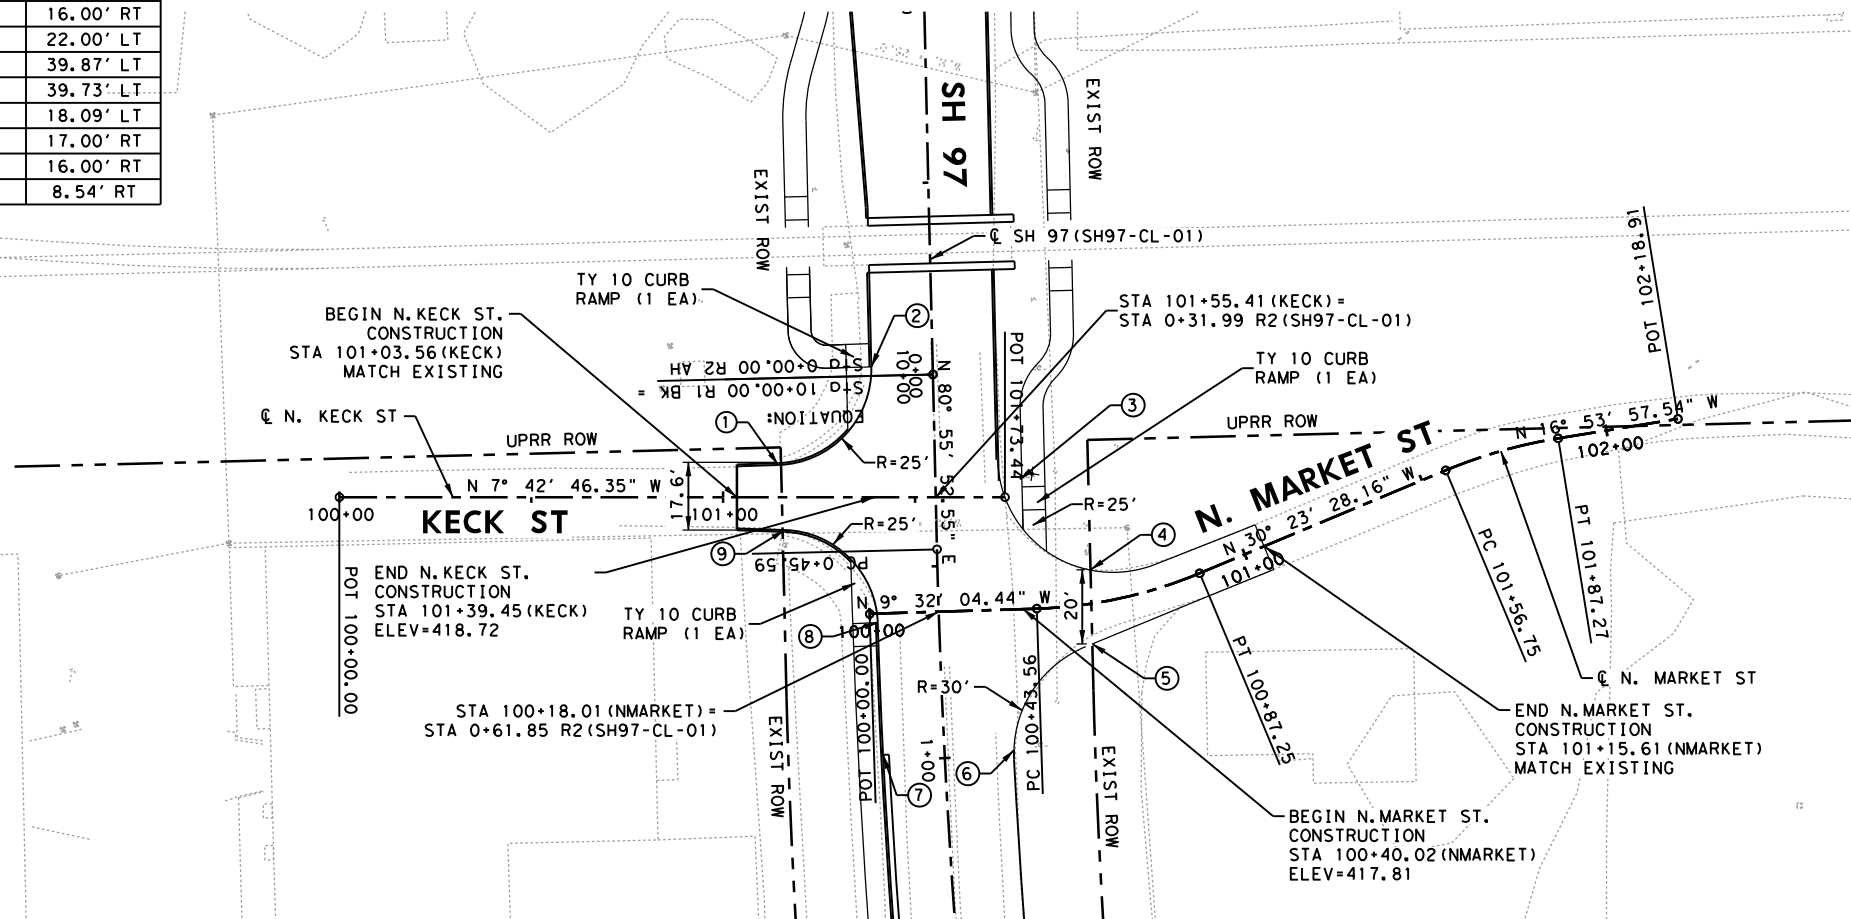 16.00' RT
22.00' LT
39.87' LT
39.73' LT
18.09' LT
17.00' RT
16.00' RT
8.54' RT
SH 97
EXIST ROW
EXIST ROW
℄ SH 97(SH97-CL-01)
POT 102+18.91
TY 10 CURB
RAMP (1 EA)
BEGIN N.KECK ST.
CONSTRUCTION
STA 101+03.56(KECK)
MATCH EXISTING
STA 101+55.41(KECK)=
STA 0+31.99 R2(SH97-CL-01)
2
EQUATION:
Sta 10+00.00 R1 BK =
Sta 0+00.00 R2 AH
0+00
10+00
N 80° 55' 52.55" E
POT 101+73.44
TY 10 CURB
RAMP (1 EA)
3
℄ N. KECK ST
1
UPRR ROW
UPRR ROW
R=25'
N 16° 53' 57.54" W
102+00
N. MARKET ST
N 7° 42' 46.35" W
17.6'
100+00
KECK ST
101+00
R=25'
R=25'
N 30° 23' 28.16" W
101+00
4
9
PC 0+45.59
PC 101+56.75
PT 101+87.27
POT 100+00.00
END N.KECK ST.
CONSTRUCTION
STA 101+39.45(KECK)
ELEV=418.72
TY 10 CURB
RAMP (1 EA)
N 9° 32' 04.44" W
20'
8
100+00
POT 100+00.00
PC 100+43.56
PT 100+87.25
5
R=30'
℄ N. MARKET ST
STA 100+18.01(NMARKET)=
STA 0+61.85 R2(SH97-CL-01)
END N.MARKET ST.
CONSTRUCTION
STA 101+15.61(NMARKET)
MATCH EXISTING
EXIST ROW
1+00
6
7
EXIST ROW
BEGIN N.MARKET ST.
CONSTRUCTION
STA 100+40.02(NMARKET)
ELEV=417.81